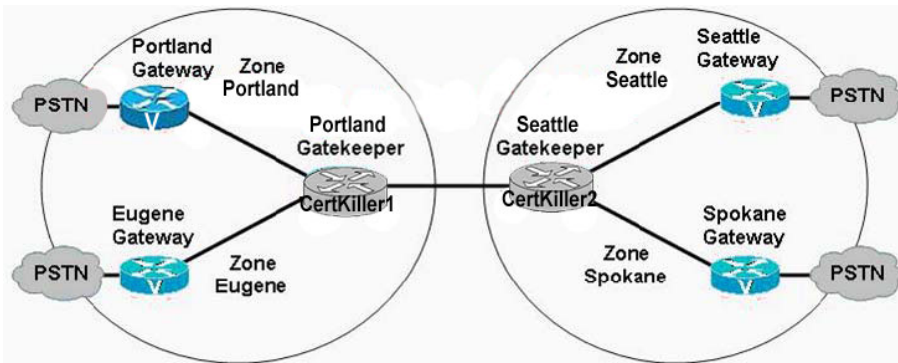 Portland
Gateway
Zone
Portland
PSTN
V
Portland
Gatekeeper
CertKiller1
Eugene
Gateway
PSTN
V
Zone
Eugene
Zone
Seattle
Seattle
Gateway
V
PSTN
Seattle
Gatekeeper
CertKiller2
Spokane
Gateway
Zone
Spokane
V
PSTN